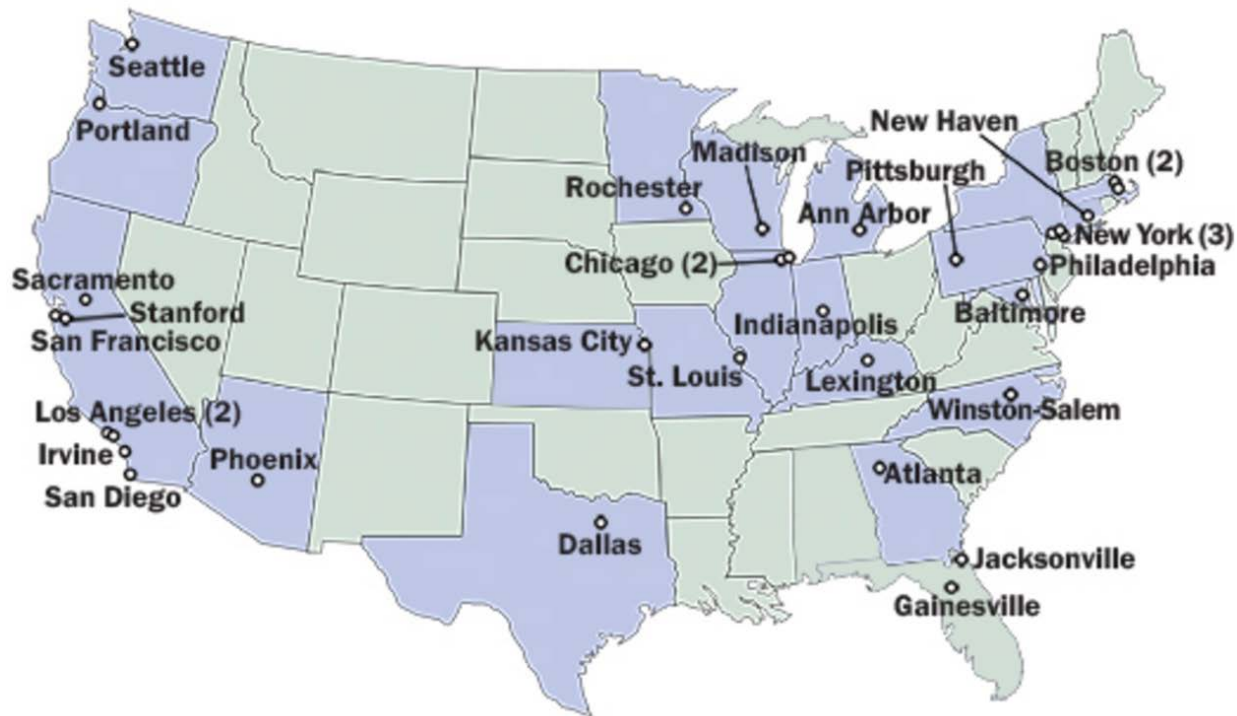 Seattle
Portland
New Haven
Madison
Boston (2)
Pittsburgh
Rochester
Ann Arbor
New York (3)
Chicago (2)
Philadelphia
Sacramento
Stanford
Baltimore
Indianapolis
San Francisco
Kansas City
St. Louis
Lexington
Los Angeles (2)
Winston-Salem
Irvine
Phoenix
Atlanta
San Diego
Dallas
Jacksonville
Gainesville